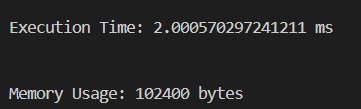 Execution Time: 2.000570297241211 ms
Memory Usage: 102400 bytes